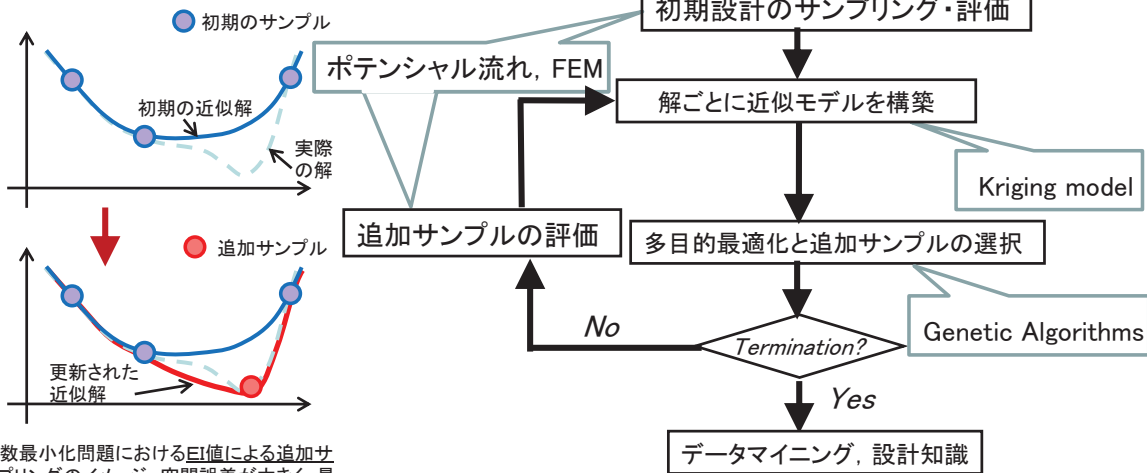 初期のサンプル
初期の近似解
実際
の解
追加サンプル
更新された
近似解
数最小化問題におけるEI値による追加サ
初期設計のサンプリング・評価
ポテンシャル流れ, FEM
解ごとに近似モデルを構築
Kriging model
追加サンプルの評価
多目的最適化と追加サンプルの選択
Genetic Algorithms
No
Termination?
Yes
データマイニング, 設計知識